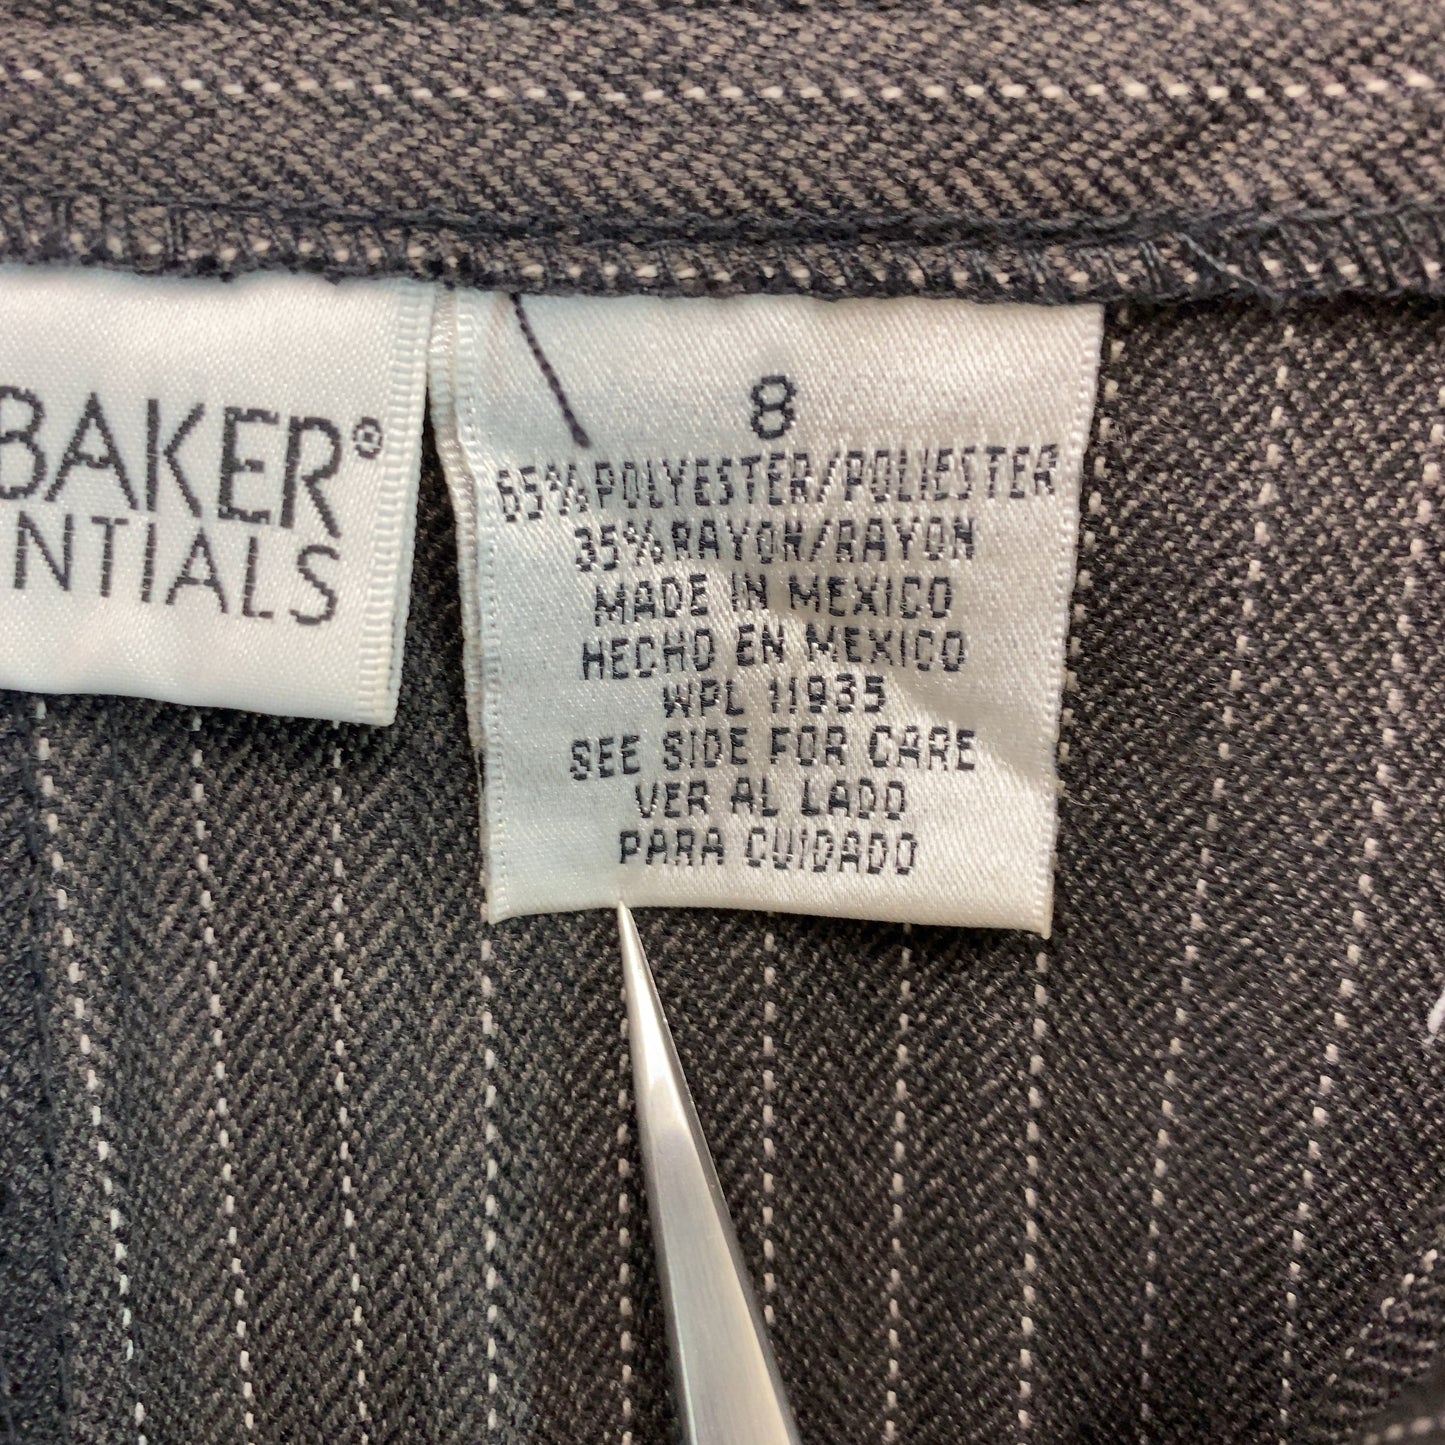 BAKER®
NTIALS
8
65% POLYESTER/POLIESTER
35% RAYON/RAYON
MADE IN MEXICO
HECHO EN MEXICO
WPL 11935
SEE SIDE FOR CARE
VER AL LADO
PARA CUIDADO